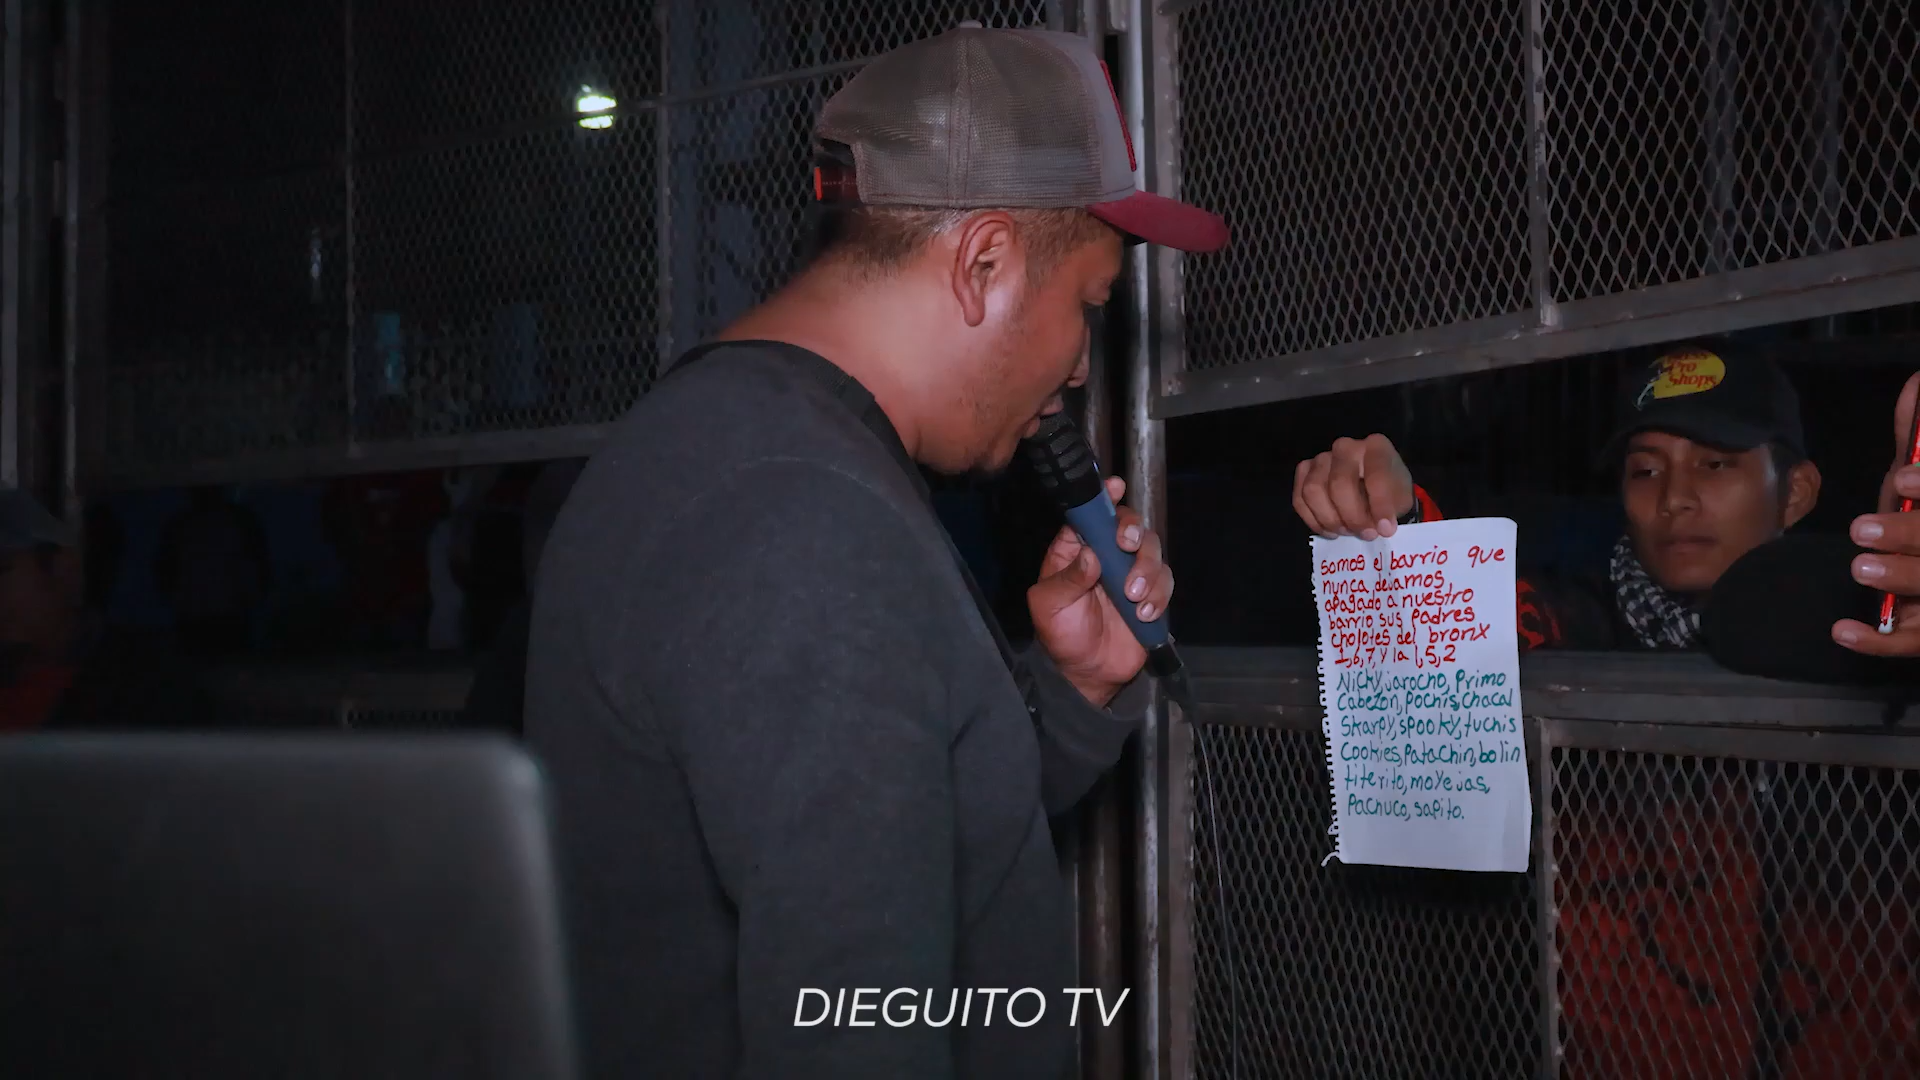 Bass
Pro
Shops
somos el barrio que
nunca dejamos,
apagado a nuestro
barrio sus padres
cholotes del bronx
1,6,7, y la 1,5,2
Nicky, jarocho, Primo
Cabezon, Pochis, Chacal
Skarpy, spooky, tuchis
Cookies, Patachin, bolin
titerito, moyejas,
Pachuco, sapito.
DIEGUITO TV